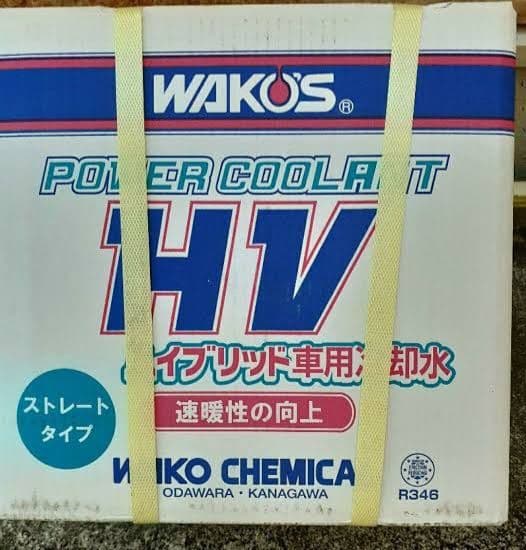 WAKO'S®
POWER COOLANT
HV
ハイブリッド車用冷却水
ストレート
タイプ
速暖性の向上
WAKO CHEMICA
ODAWARA・KANAGAWA
R346